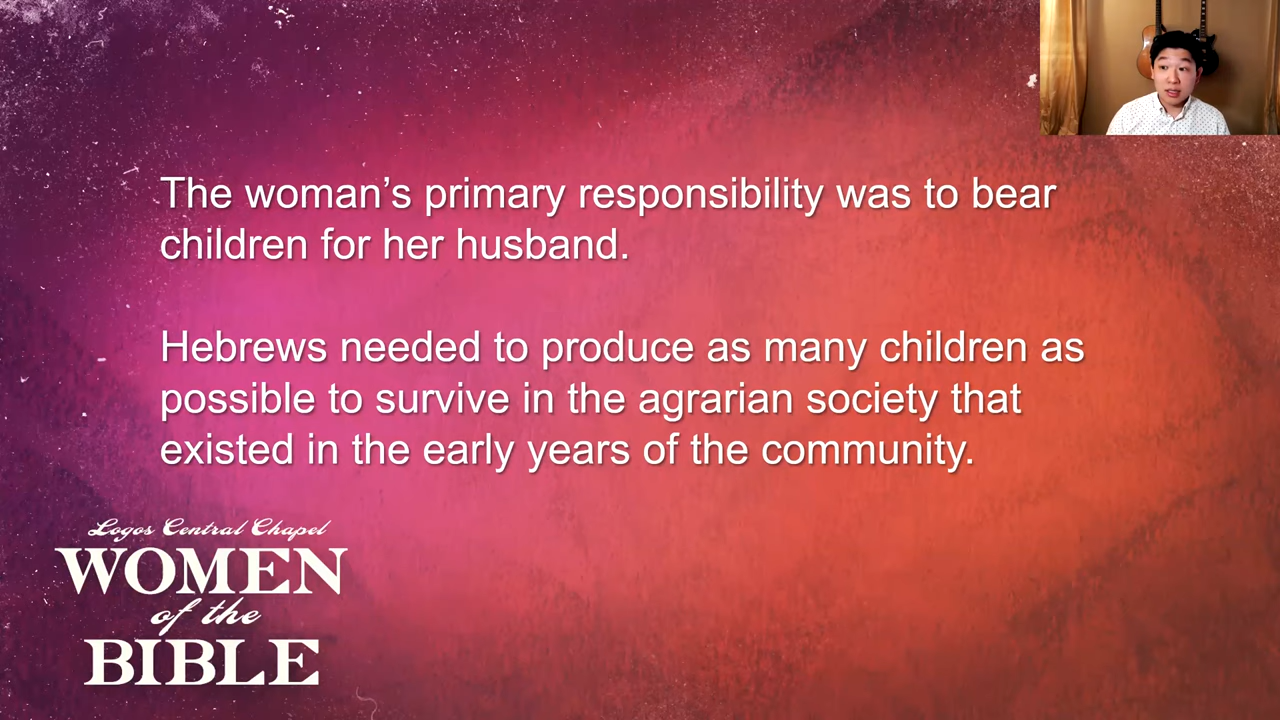 The woman’s primary responsibility was to bear
children for her husband.
Hebrews needed to produce as many children as
possible to survive in the agrarian society that
existed in the early years of the community.
Logos Central Chapel
WOMEN
of the
BIBLE